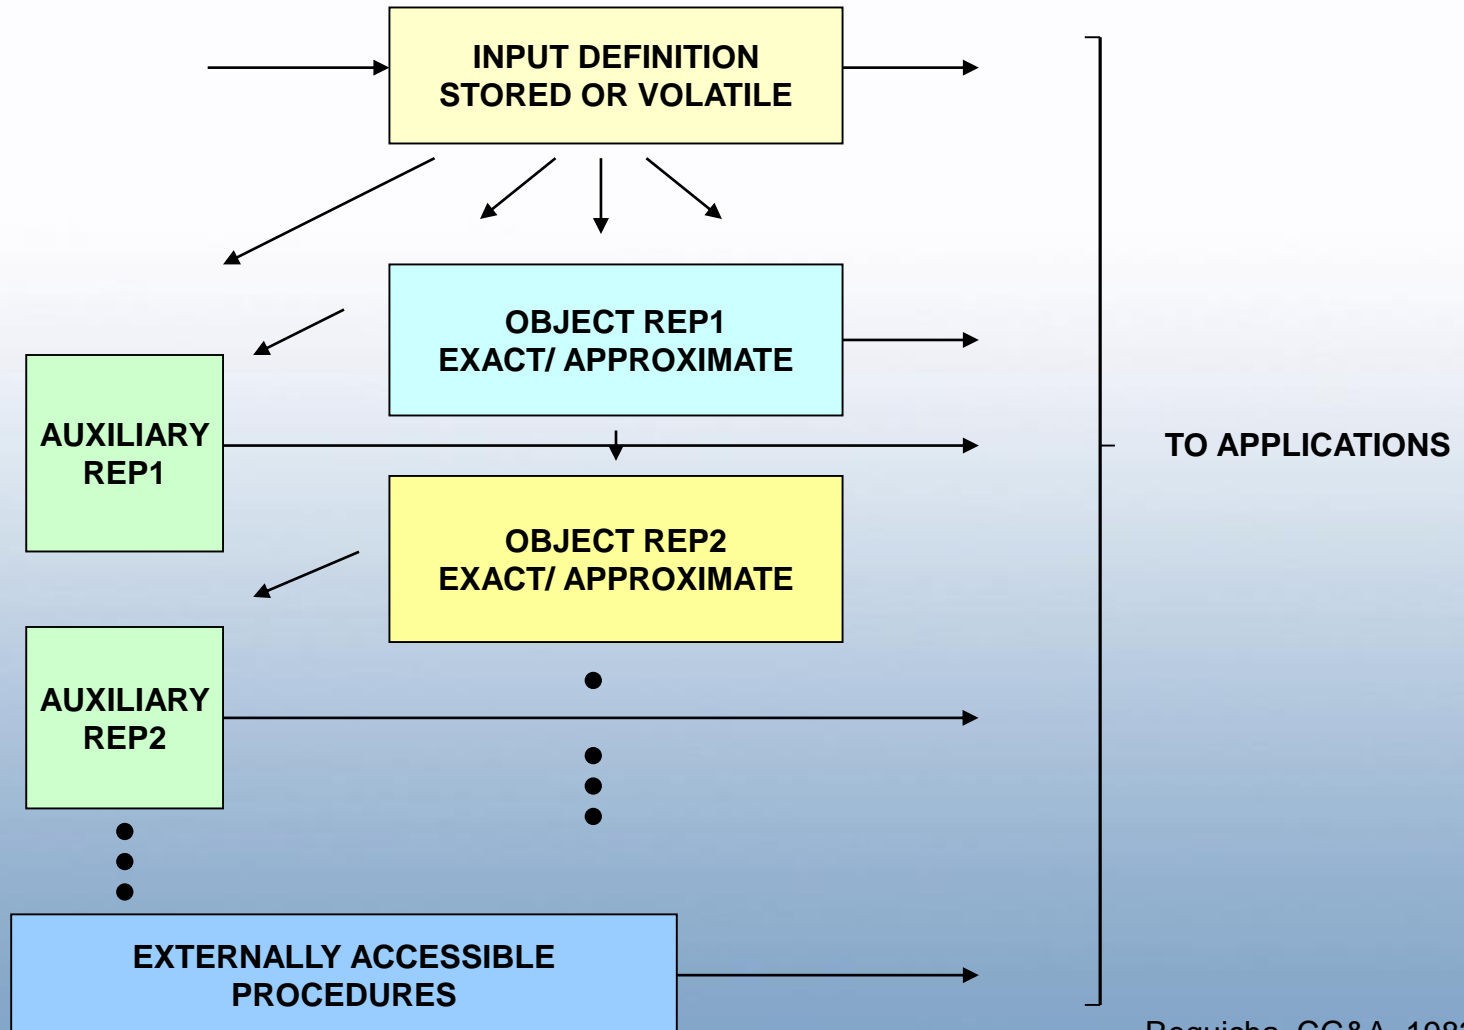 INPUT DEFINITION
STORED OR VOLATILE
OBJECT REP1
EXACT/ APPROXIMATE
AUXILIARY
REP1
TO APPLICATIONS
OBJECT REP2
EXACT/ APPROXIMATE
AUXILIARY
REP2
EXTERNALLY ACCESSIBLE
PROCEDURES